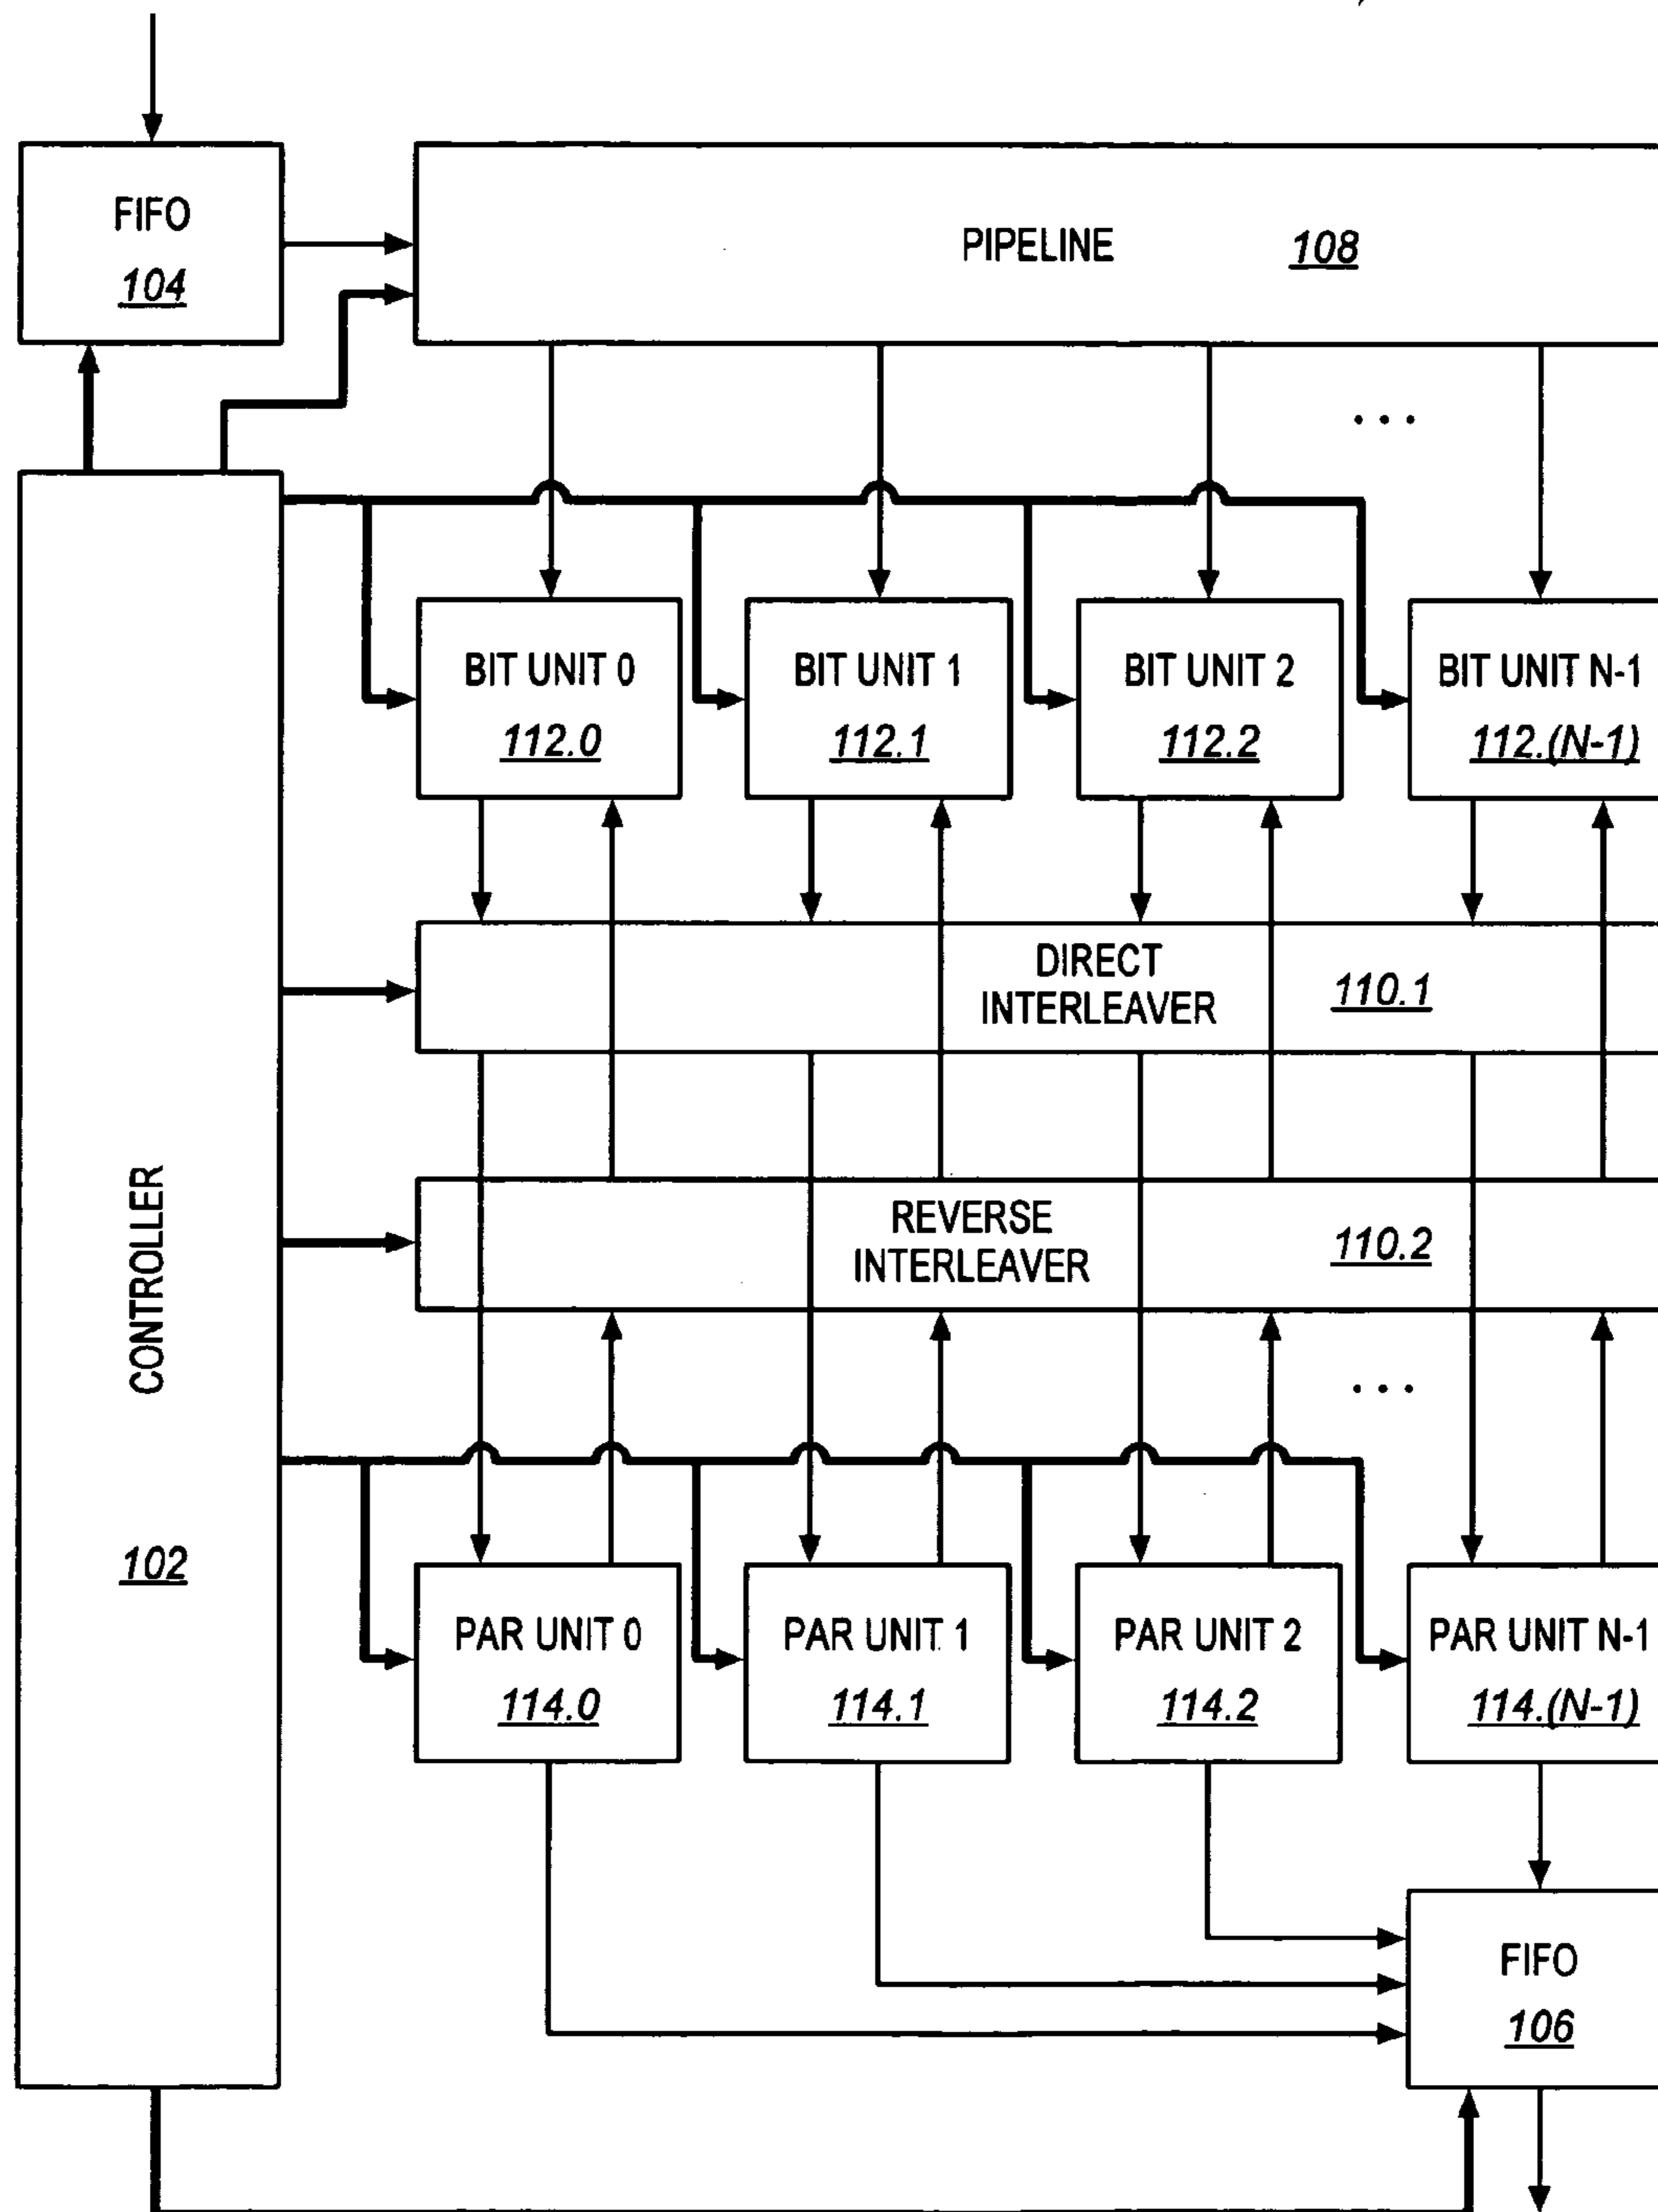 FIFO
104
PIPELINE 108
BIT UNIT 0
112.0
BIT UNIT 1
112.1
BIT UNIT 2
112.2
BIT UNIT N-1
112.(N-1)
DIRECT
INTERLEAVER
110.1
REVERSE
INTERLEAVER
110.2
CONTROLLER
102
...
...
PAR UNIT 0
114.0
PAR UNIT 1
114.1
PAR UNIT 2
114.2
PAR UNIT N-1
114.(N-1)
FIFO
106